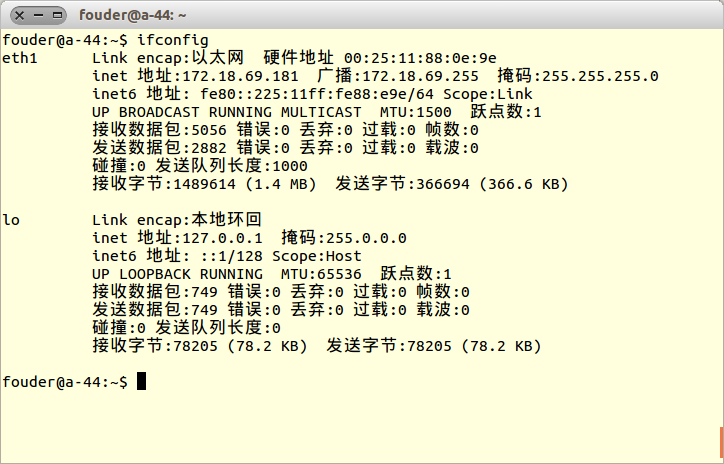 fouder@a-44: ~
fouder@a-44:~$ ifconfig
eth1      Link encap:以太网  硬件地址 00:25:11:88:0e:9e
          inet 地址:172.18.69.181  广播:172.18.69.255  掩码:255.255.255.0
          inet6 地址: fe80::225:11ff:fe88:e9e/64 Scope:Link
          UP BROADCAST RUNNING MULTICAST  MTU:1500  跃点数:1
          接收数据包:5056 错误:0 丢弃:0 过载:0 帧数:0
          发送数据包:2882 错误:0 丢弃:0 过载:0 载波:0
          碰撞:0 发送队列长度:1000
          接收字节:1489614 (1.4 MB)  发送字节:366694 (366.6 KB)
lo        Link encap:本地环回
          inet 地址:127.0.0.1  掩码:255.0.0.0
          inet6 地址: ::1/128 Scope:Host
          UP LOOPBACK RUNNING  MTU:65536  跃点数:1
          接收数据包:749 错误:0 丢弃:0 过载:0 帧数:0
          发送数据包:749 错误:0 丢弃:0 过载:0 载波:0
          碰撞:0 发送队列长度:0
          接收字节:78205 (78.2 KB)  发送字节:78205 (78.2 KB)
fouder@a-44:~$